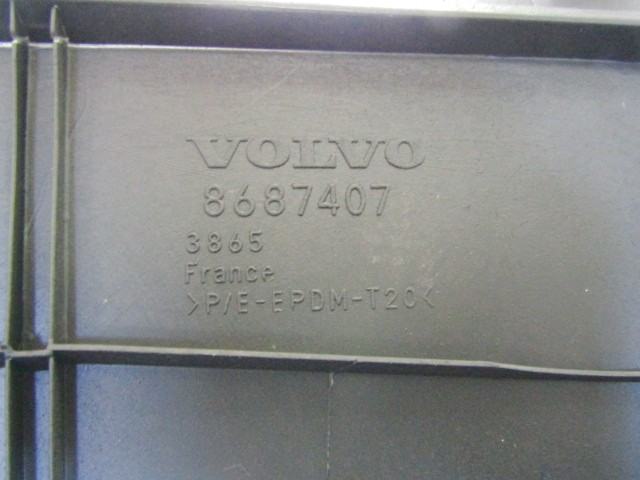 VOLVO
8687407
3865
France
>P/E-EPDM-T20<